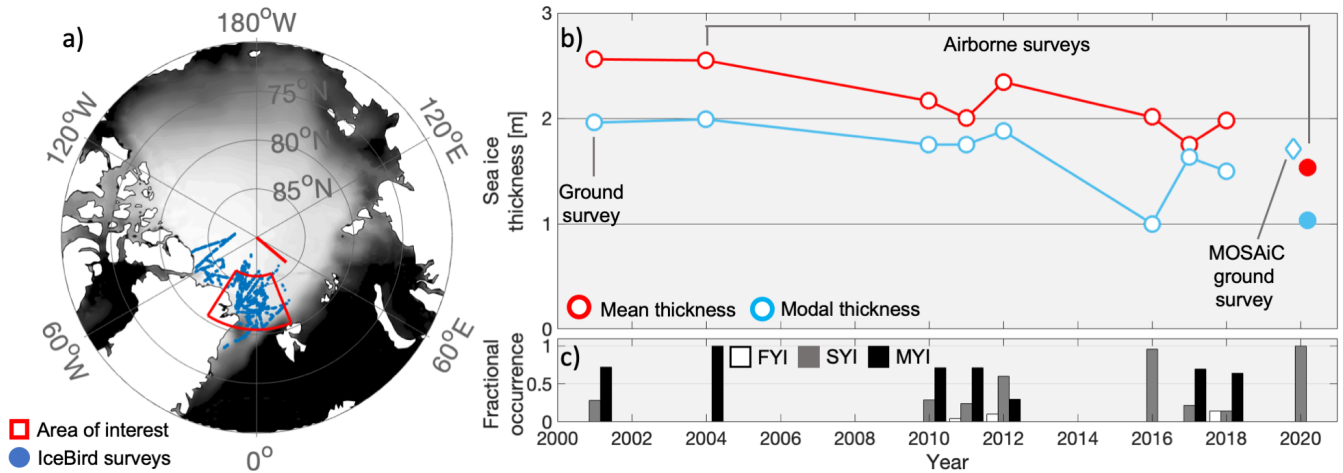 a)
180°W
120°W
120°E
75°N
80°N
85°N
60°W
60°E
0°
Area of interest
IceBird surveys
b)
Sea ice
thickness [m]
3
2
1
0
Airborne surveys
Ground
survey
MOSAiC
ground
survey
Mean thickness
Modal thickness
c)
Fractional
occurrence
1
0.5
0
FYI
SYI
MYI
2000
2002
2004
2006
2008
2010
2012
2014
2016
2018
2020
Year